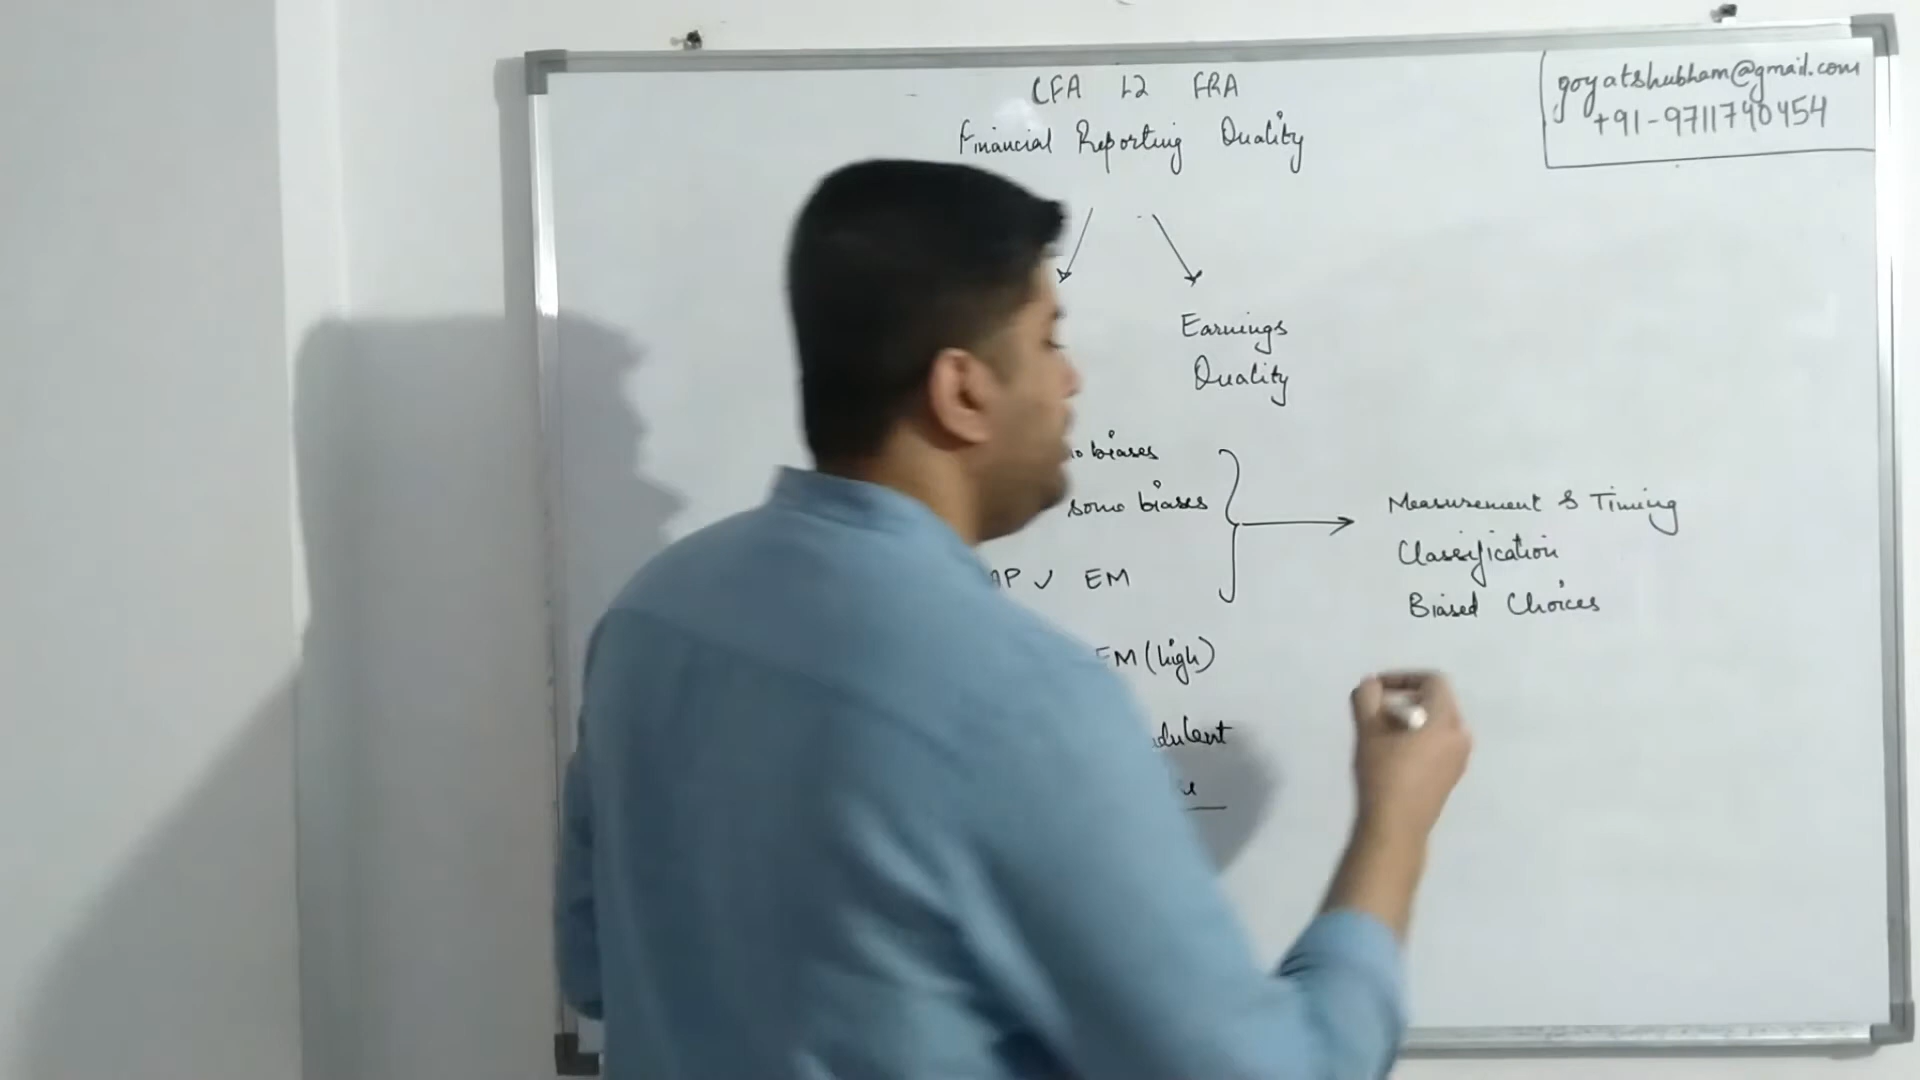 CFA L2 FRA
Financial Reporting Quality
goyatshubham@gmail.com
+91-9711740454
Earnings
Quality
biases
some biases
EM
Measurement & Timing
Classification
Biased Choices
EM (high)